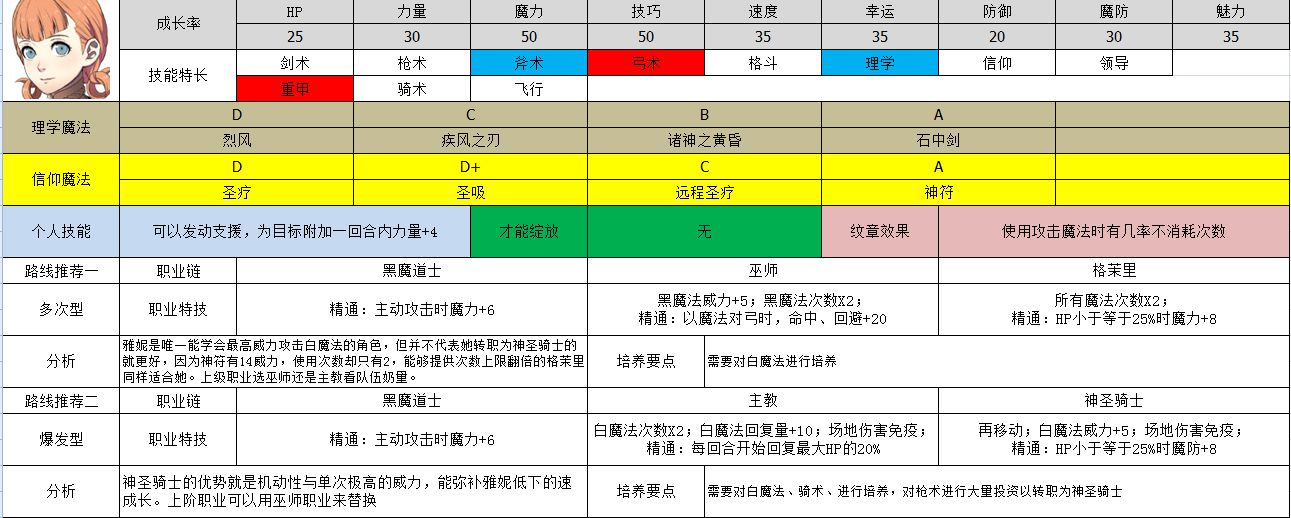 成长率 HP 力量 魔力 技巧 速度 幸运 防御 魔防 魅力
25 30 50 50 35 35 20 30 35
技能特长 剑术 枪术 斧术 弓术 格斗 理学 信仰 领导
重甲 骑术 飞行
理学魔法 D C B A
烈风 疾风之刃 诸神之黄昏 石中剑
信仰魔法 D D+ C A
圣疗 圣吸 远程圣疗 神符
个人技能 可以发动支援，为目标附加一回合内力量+4 才能绽放 无 纹章效果 使用攻击魔法时有几率不消耗次数
路线推荐一 职业链 黑魔道士 巫师 格茉里
多次型 职业特技 精通：主动攻击时魔力+6
黑魔法威力+5；黑魔法次数X2；
精通：以魔法对弓时，命中、回避+20
所有魔法次数X2；
精通：HP小于等于25%时魔力+8
分析
雅妮是唯一能学会最高威力攻击白魔法的角色，但并不代表她转职为神圣骑士的
就更好，因为神符有14威力，使用次数却只有2，能够提供次数上限翻倍的格茉里
同样适合她。上级职业选巫师还是主教看队伍奶量。
培养要点 需要对白魔法进行培养
路线推荐二 职业链 黑魔道士 主教 神圣骑士
爆发型 职业特技 精通：主动攻击时魔力+6
白魔法次数X2；白魔法回复量+10；场地伤害免疫；
精通：每回合开始回复最大HP的20%
再移动；白魔法威力+5；场地伤害免疫；
精通：HP小于等于25%时魔防+8
分析
神圣骑士的优势就是机动性与单次极高的威力，能弥补雅妮低下的速
成长。上阶职业可以用巫师职业来替换
培养要点 需要对白魔法、骑术、进行培养，对枪术进行大量投资以转职为神圣骑士